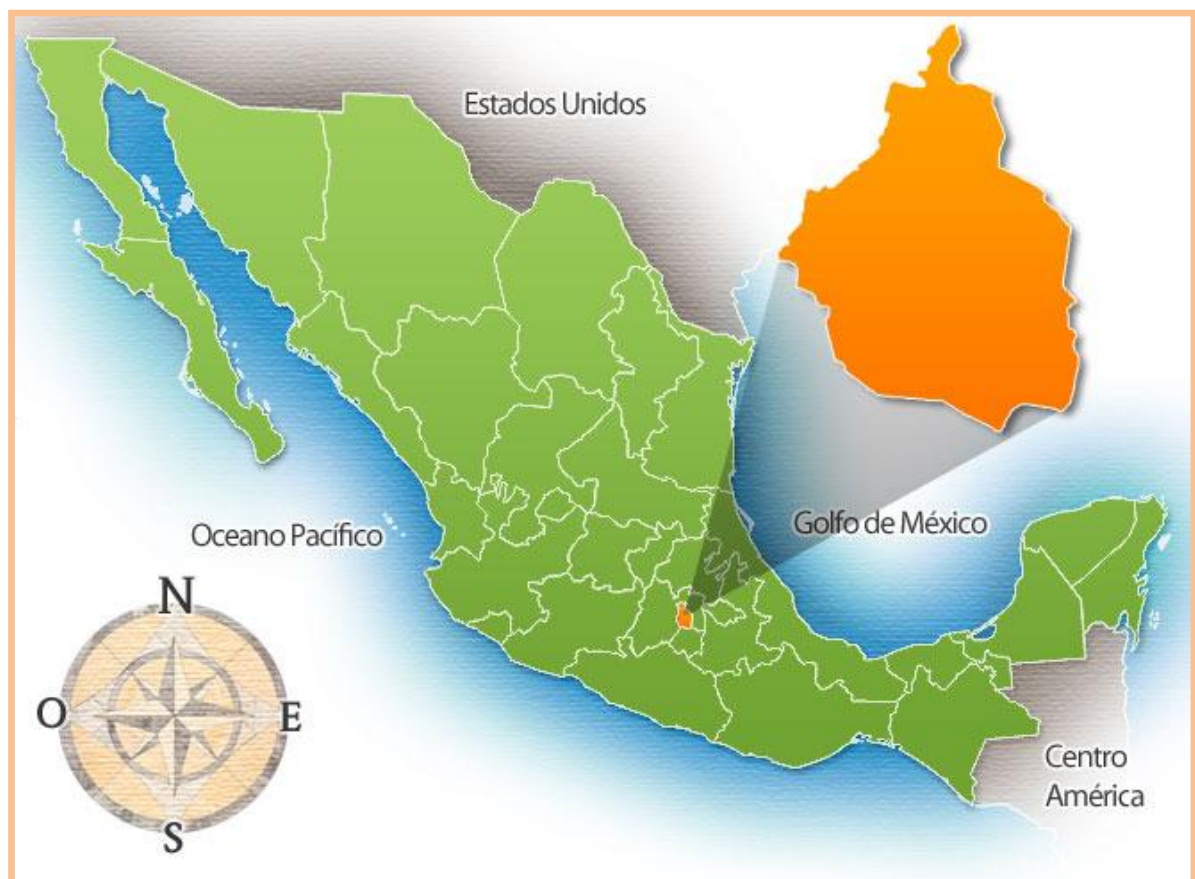 Estados Unidos
Golfo de México
Oceano Pacífico
N
O
E
S
Centro
América